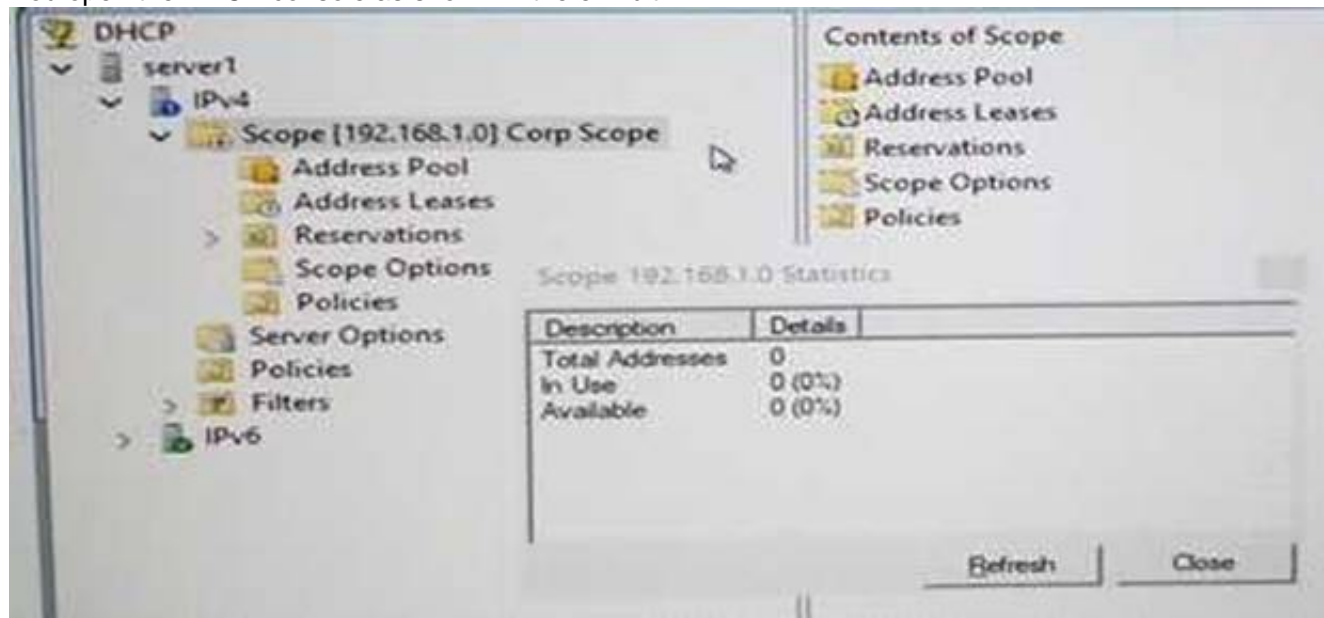 DHCP
server1
IPv4
Scope [192.168.1.0] Corp Scope
Address Pool
Address Leases
Reservations
Scope Options
Policies
Server Options
Policies
Filters
IPv6
Contents of Scope
Address Pool
Address Leases
Reservations
Scope Options
Policies
Scope 192.168.1.0 Statistics
Description Details
Total Addresses 0
In Use 0 (0%)
Available 0 (0%)
Refresh Close